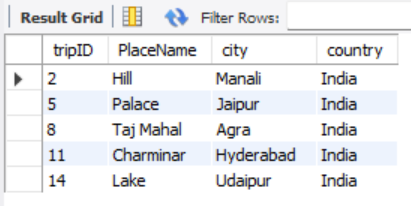 Result Grid Filter Rows:
tripID PlaceName city country
2 Hill Manali India
5 Palace Jaipur India
8 Taj Mahal Agra India
11 Charminar Hyderabad India
14 Lake Udaipur India